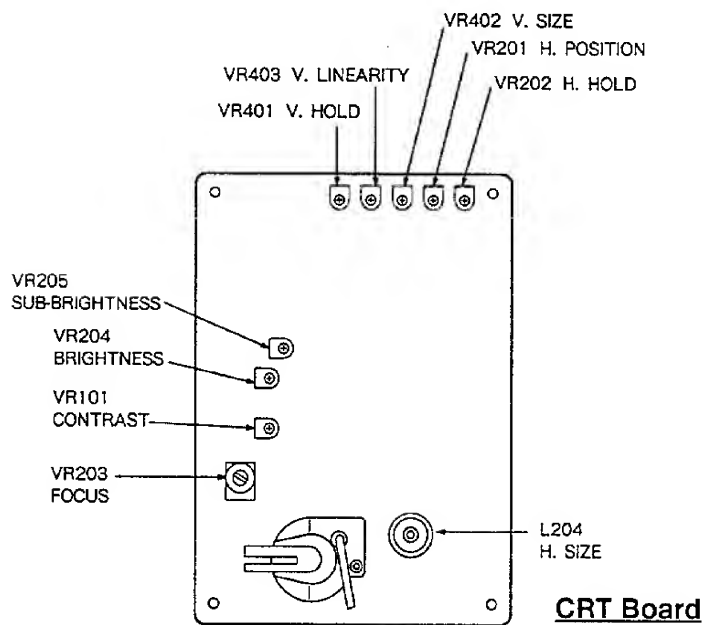 VR402 V. SIZE
VR201 H. POSITION
VR403 V. LINEARITY
VR202 H. HOLD
VR401 V. HOLD
VR205
SUB-BRIGHTNESS
VR204
BRIGHTNESS
VR101
CONTRAST
VR203
FOCUS
L204
H. SIZE
CRT Board